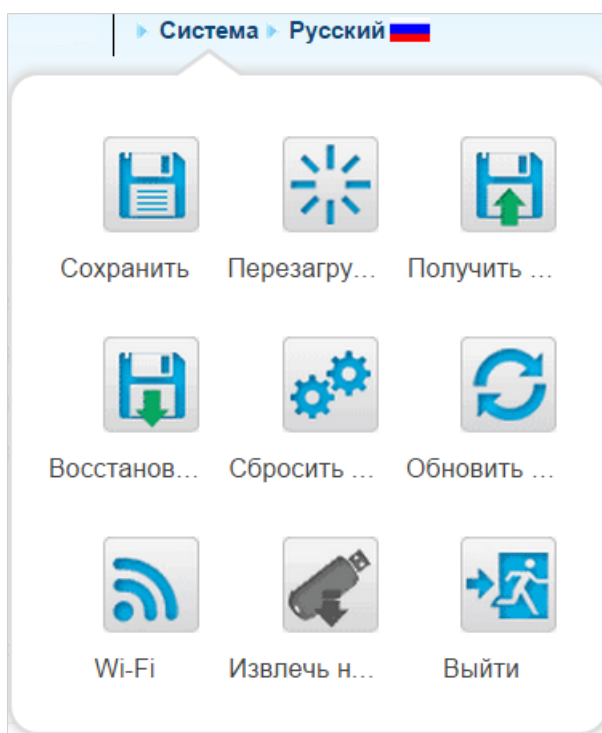 Система Русский
Сохранить Перезагру... Получить ...
Восстанов... Сбросить ... Обновить ...
Wi-Fi Извлечь н... Выйти